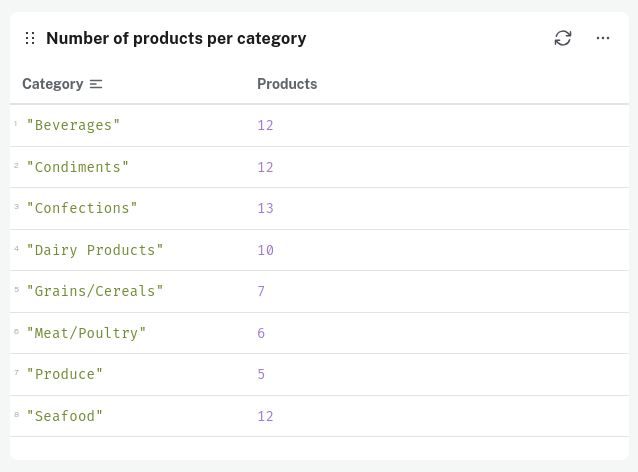 Number of products per category
Category Products
1 "Beverages" 12
2 "Condiments" 12
3 "Confections" 13
4 "Dairy Products" 10
5 "Grains/Cereals" 7
6 "Meat/Poultry" 6
7 "Produce" 5
8 "Seafood" 12